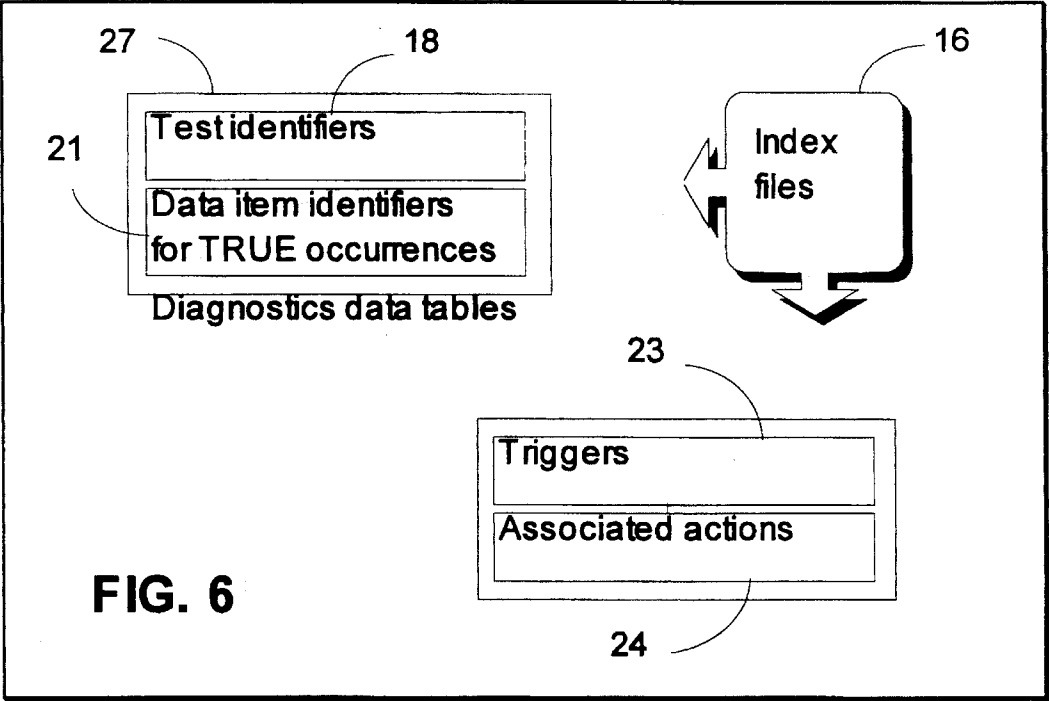 27
18
16
Test identifiers
21
Index
files
Data item identifiers
for TRUE occurrences
Diagnostics data tables
23
Triggers
Associated actions
FIG. 6
24